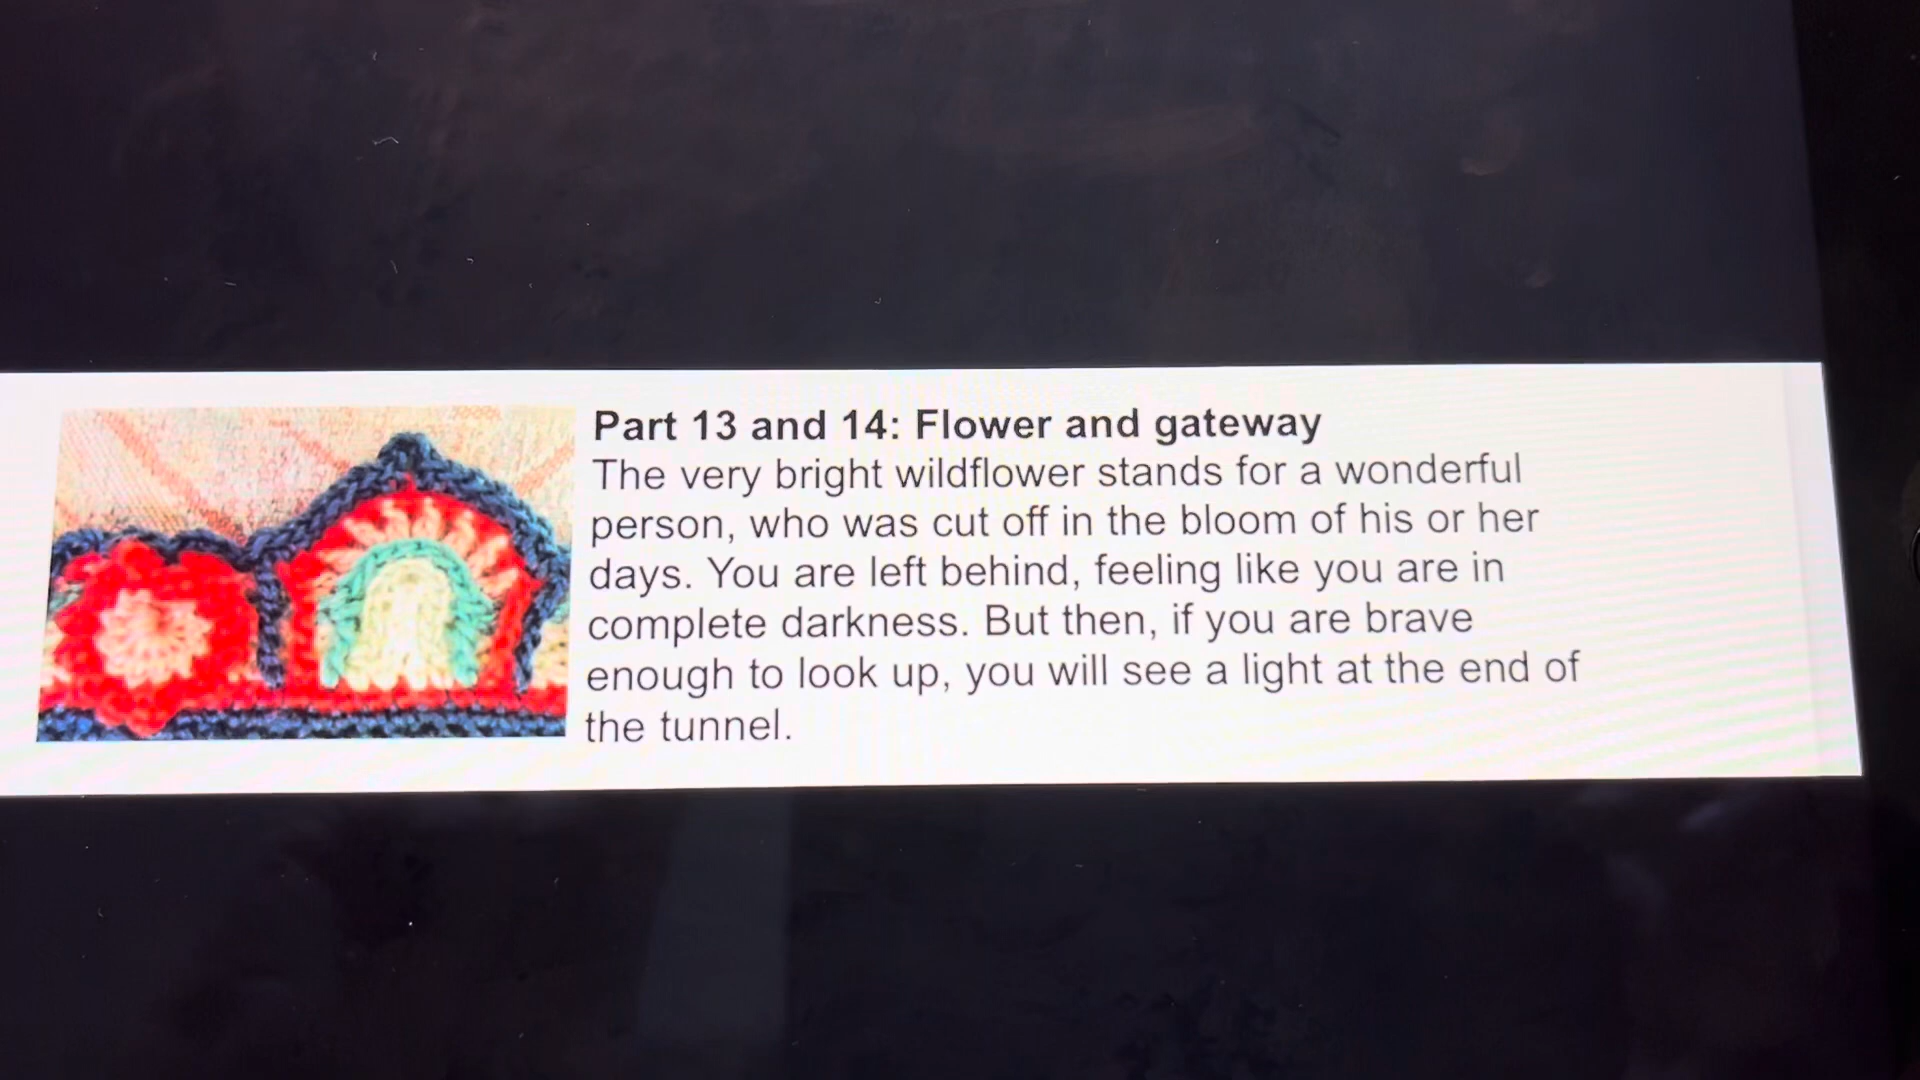 Part 13 and 14: Flower and gateway
The very bright wildflower stands for a wonderful
person, who was cut off in the bloom of his or her
days. You are left behind, feeling like you are in
complete darkness. But then, if you are brave
enough to look up, you will see a light at the end of
the tunnel.